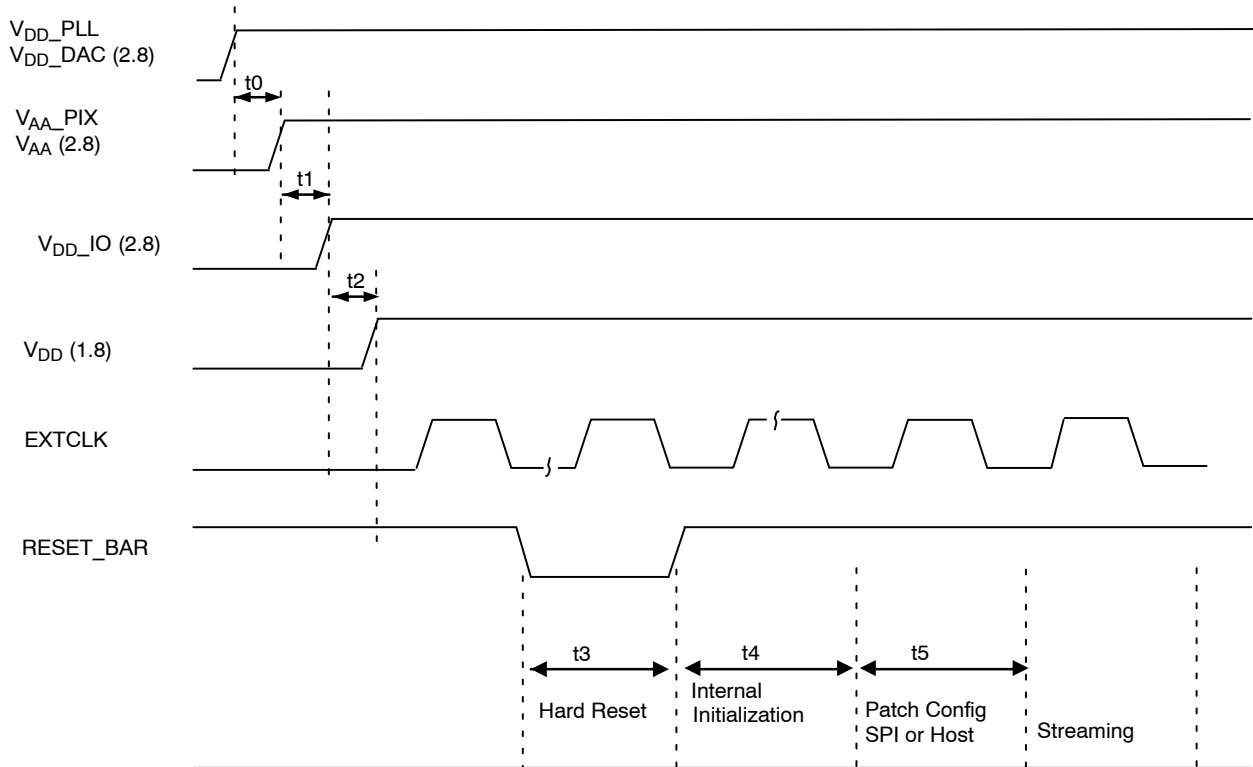 VDD_PLL
VDD_DAC (2.8)
t0
VAA_PIX
VAA (2.8)
t1
VDD_IO (2.8)
t2
VDD (1.8)
EXTCLK
RESET_BAR
t3
t4
t5
Hard Reset
Internal
Initialization
Patch Config
SPI or Host
Streaming